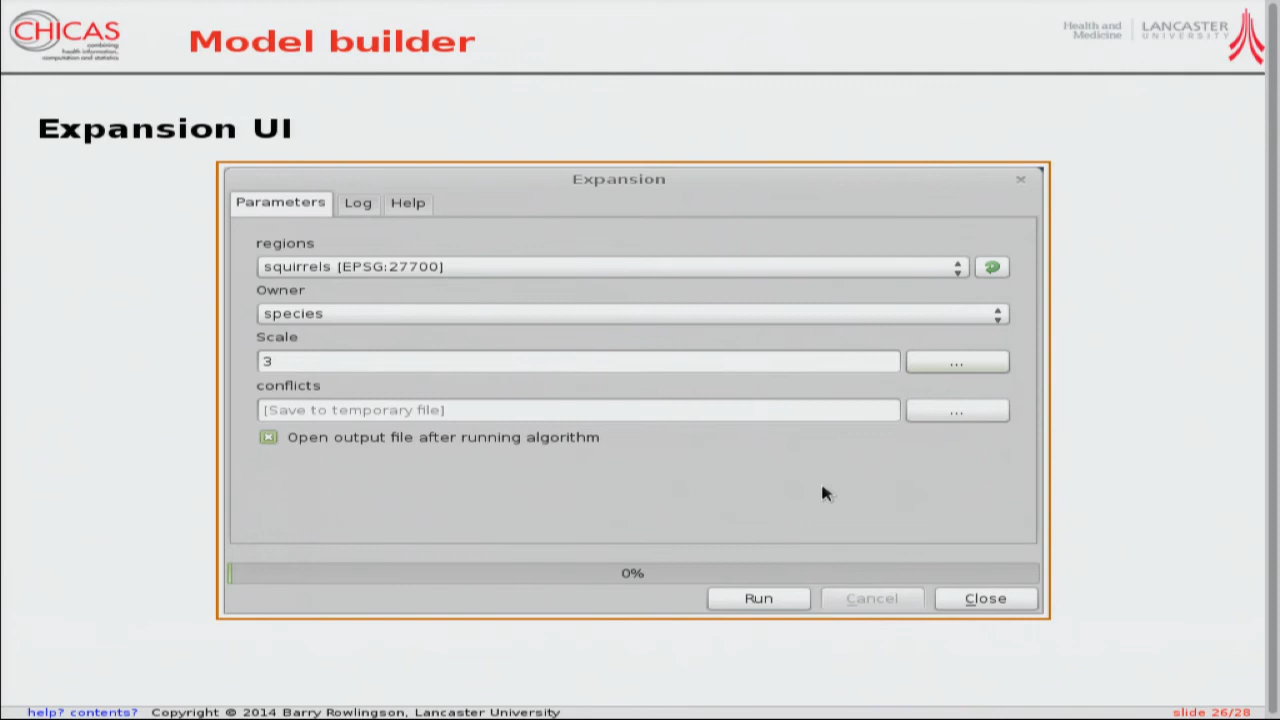 CHICAS
combining
health information,
computation and statistics
Model builder
Health and
Medicine
LANCASTER
UNIVERSITY
Expansion UI
Expansion
Parameters
Log
Help
regions
squirrels [EPSG:27700]
Owner
species
Scale
3
...
conflicts
[Save to temporary file]
...
Open output file after running algorithm
0%
Run
Cancel
Close
help? contents? Copyright © 2014 Barry Rowlingson, Lancaster University
slide 26/28